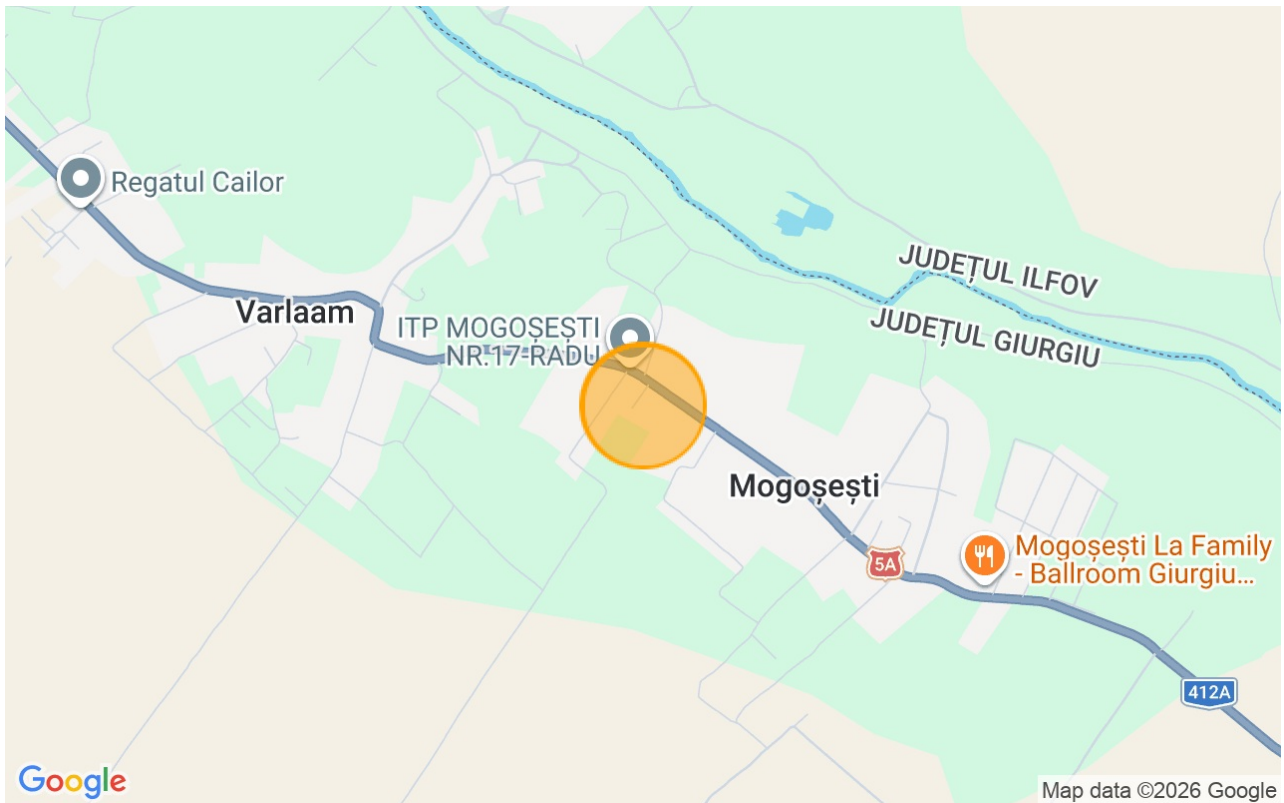 Regatul Cailor
JUDEȚUL ILFOV
Varlaam
ITP MOGOȘEȘTI
NR.17-RADU
JUDEȚUL GIURGIU
Mogoșești
5A
Mogoșești La Family
- Ballroom Giurgiu...
412A
Google
Map data ©2026 Google